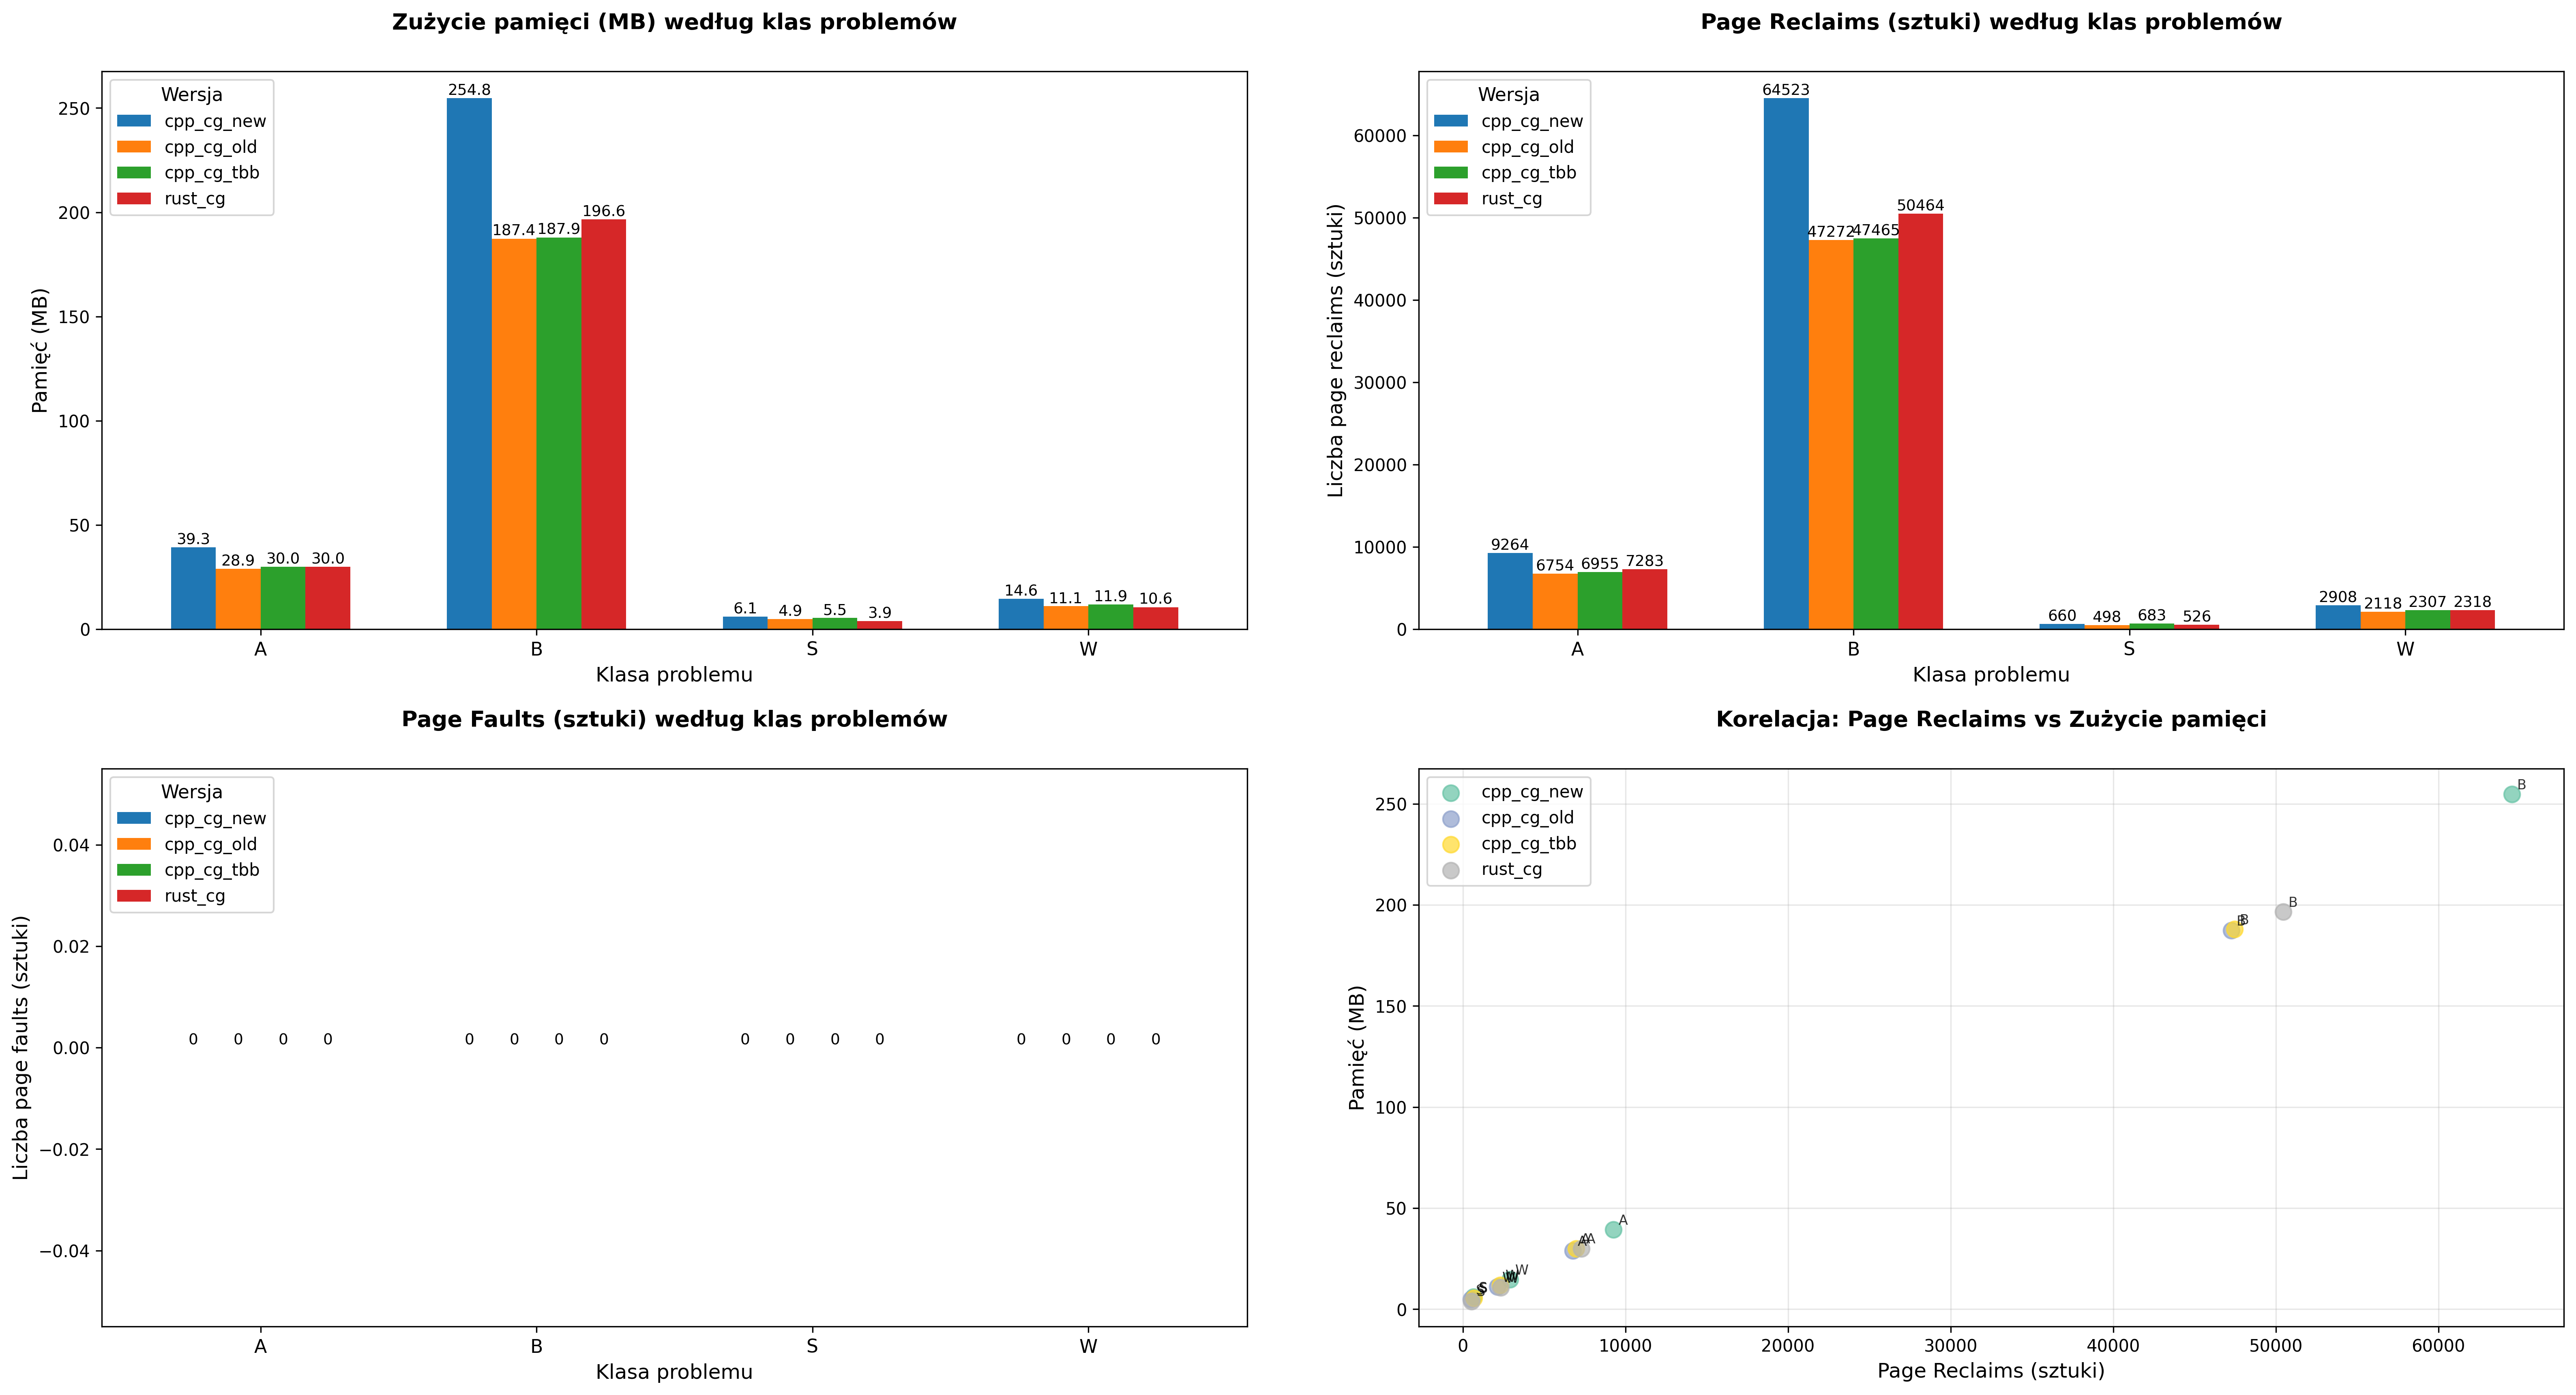 Zużycie pamięci (MB) według klas problemów
Wersja
cpp_cg_new
cpp_cg_old
cpp_cg_tbb
rust_cg
Pamięć (MB)
250
200
150
100
50
0
39.3
28.9
30.0
30.0
254.8
187.4
187.9
196.6
6.1
4.9
5.5
3.9
14.6
11.1
11.9
10.6
A
B
S
W
Klasa problemu
Page Reclaims (sztuki) według klas problemów
Wersja
cpp_cg_new
cpp_cg_old
cpp_cg_tbb
rust_cg
Liczba page reclaims (sztuki)
60000
50000
40000
30000
20000
10000
0
9264
6754
6955
7283
64523
47272
47465
50464
660
498
683
526
2908
2118
2307
2318
A
B
S
W
Klasa problemu
Page Faults (sztuki) według klas problemów
Wersja
cpp_cg_new
cpp_cg_old
cpp_cg_tbb
rust_cg
Liczba page faults (sztuki)
0.04
0.02
0.00
−0.02
−0.04
0 0 0 0 0 0 0 0 0 0 0 0 0 0 0 0
A
B
S
W
Klasa problemu
Korelacja: Page Reclaims vs Zużycie pamięci
cpp_cg_new
cpp_cg_old
cpp_cg_tbb
rust_cg
Pamięć (MB)
250
200
150
100
50
0
B
B
B
B
A
A
A
A
W
W
W
W
S
S
S
S
0
10000
20000
30000
40000
50000
60000
Page Reclaims (sztuki)